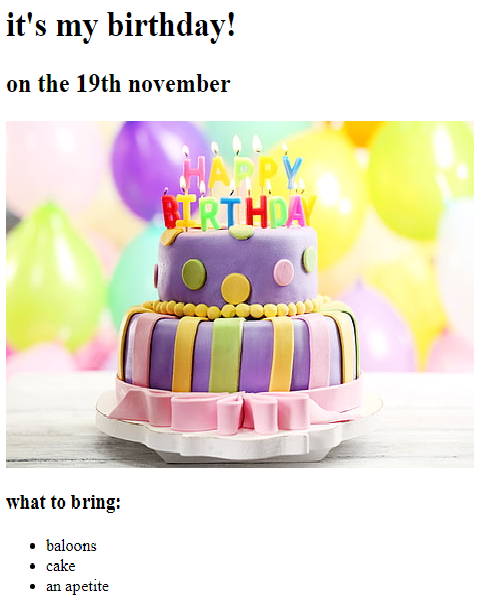 it's my birthday!
on the 19th november
HAPPY
BIRTHDAY
what to bring:
baloons
cake
an apetite